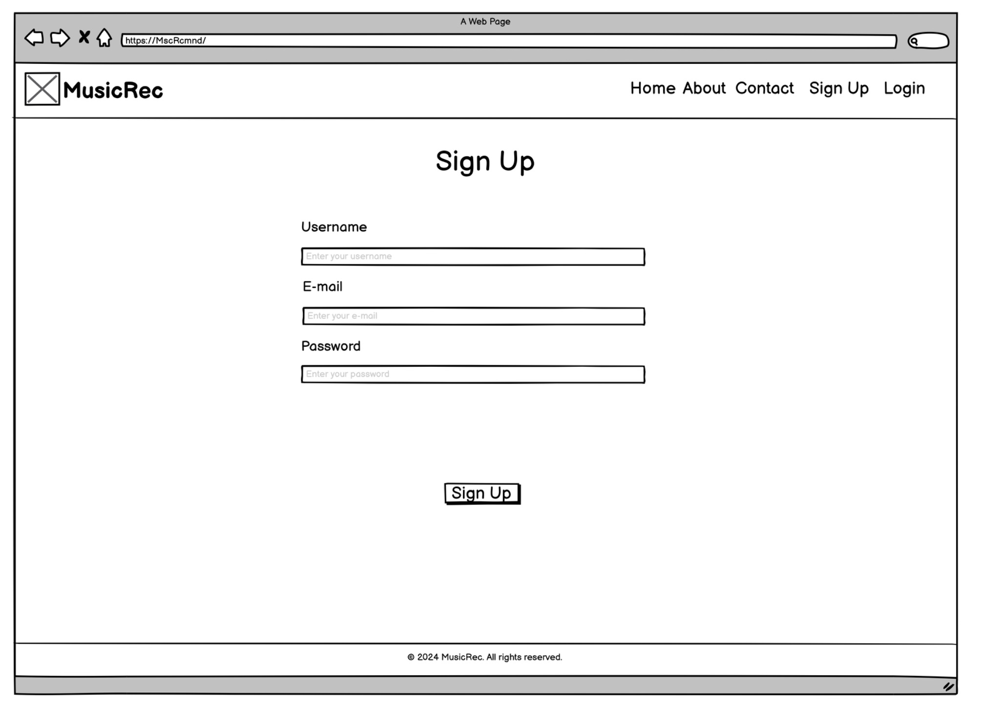 A Web Page
https://MscRcmnd/
MusicRec
Home About Contact Sign Up Login
Sign Up
Username
Enter your username
E-mail
Enter your e-mail
Password
Enter your password
Sign Up
© 2024 MusicRec. All rights reserved.